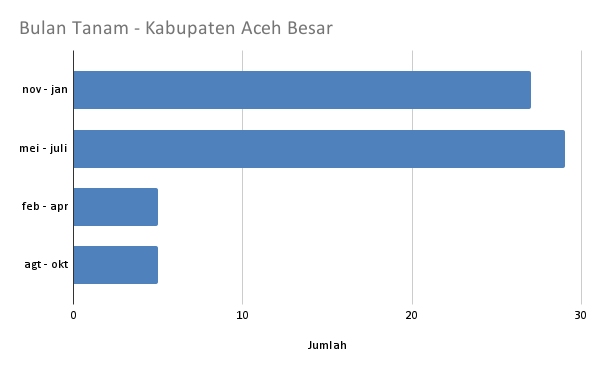 Bulan Tanam - Kabupaten Aceh Besar
nov - jan
mei - juli
feb - apr
agt - okt
0 10 20 30
Jumlah